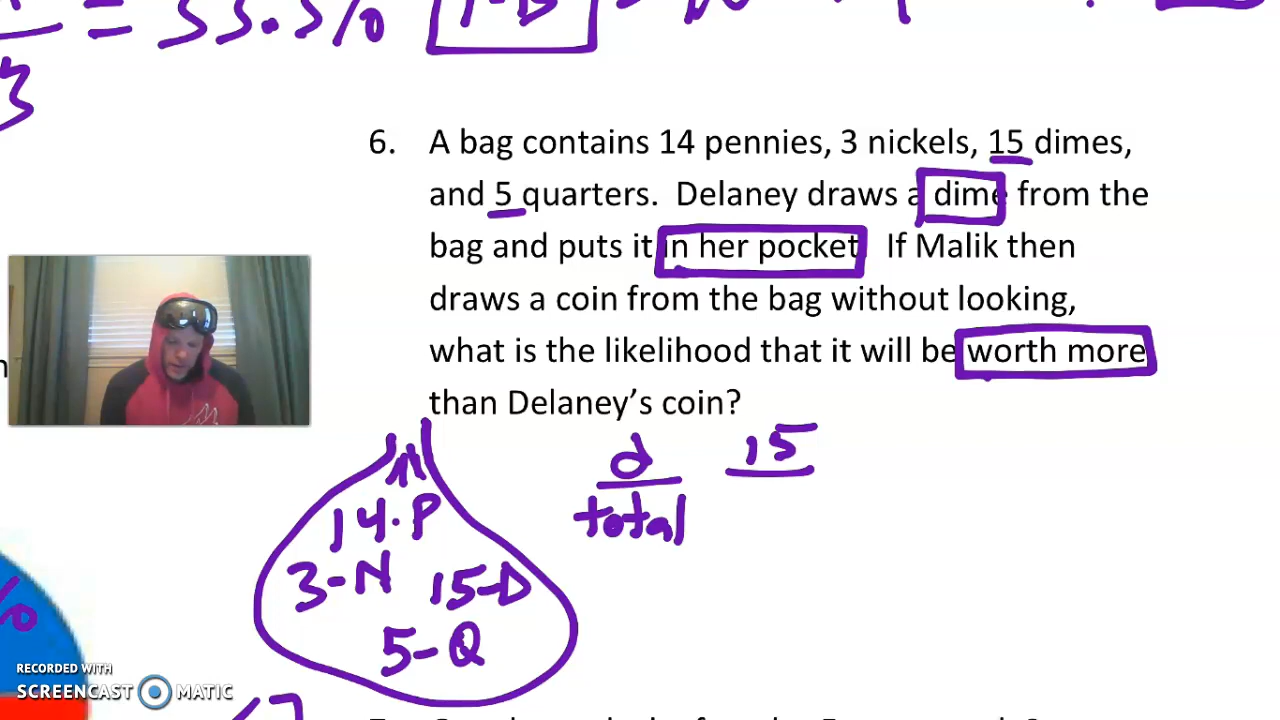 = 33.3%
3
6. A bag contains 14 pennies, 3 nickels, 15 dimes,
and 5 quarters. Delaney draws a dime from the
bag and puts it in her pocket. If Malik then
draws a coin from the bag without looking,
what is the likelihood that it will be worth more
than Delaney's coin?
d 15
total
14.P
3-N 15-D
5-Q
RECORDED WITH
SCREENCAST MATIC